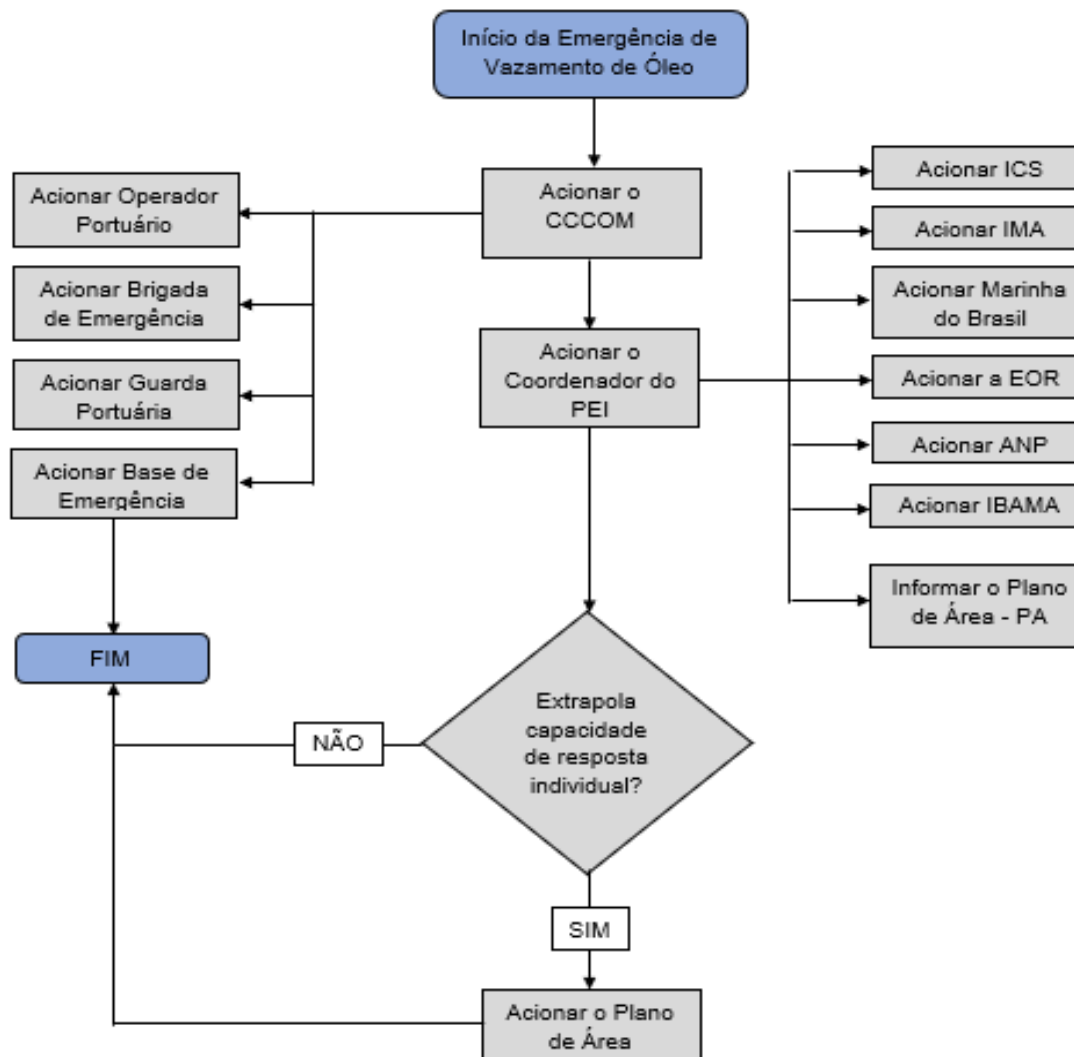 Início da Emergência de
Vazamento de Óleo
Acionar o
CCCOM
Acionar Operador
Portuário
Acionar Brigada
de Emergência
Acionar Guarda
Portuária
Acionar Base de
Emergência
FIM
Acionar o
Coordenador do
PEI
Acionar ICS
Acionar IMA
Acionar Marinha
do Brasil
Acionar a EOR
Acionar ANP
Acionar IBAMA
Informar o Plano
de Área - PA
Extrapola
capacidade
de resposta
individual?
NÃO
SIM
Acionar o Plano
de Área